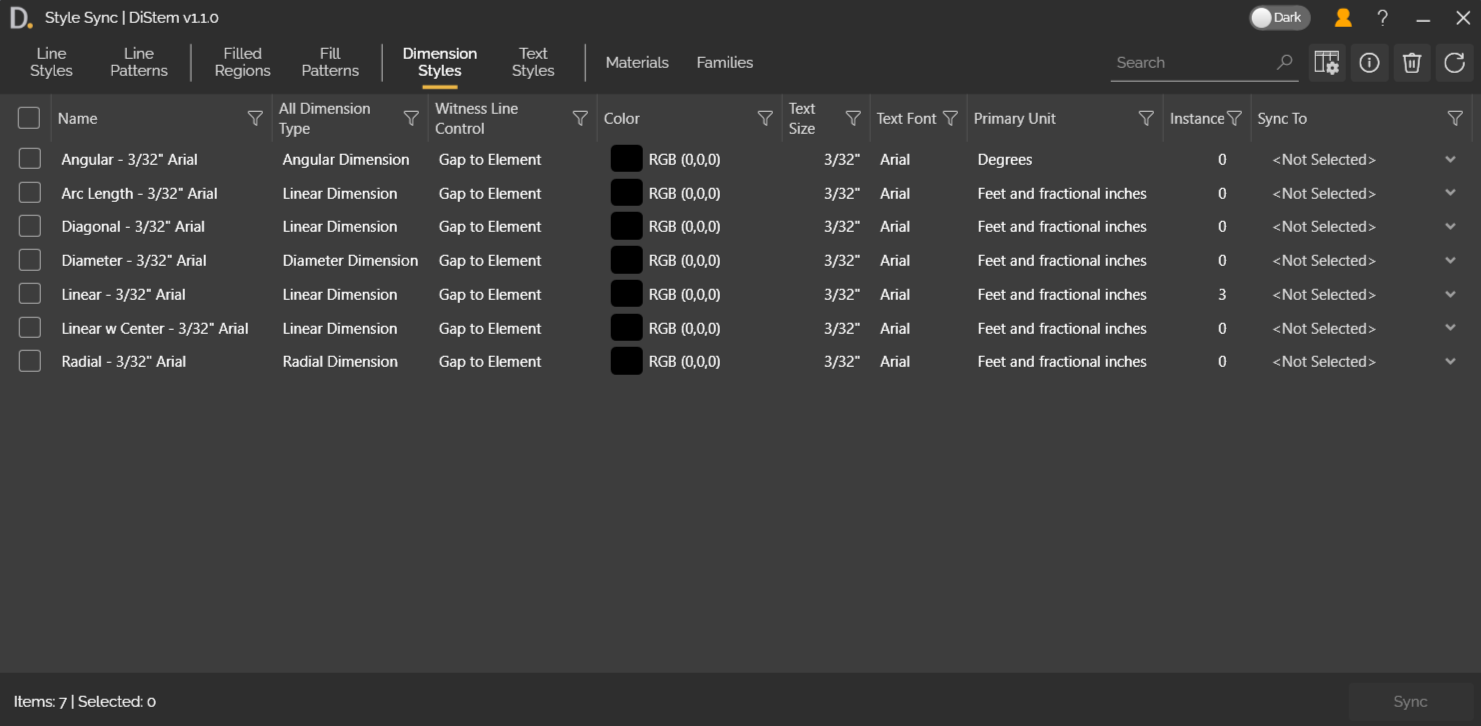 D. Style Sync | DiStem v1.1.0 Dark ?
Line Styles Line Patterns Filled Regions Fill Patterns Dimension Styles Text Styles Materials Families Search
Name All Dimension Type Witness Line Control Color Text Size Text Font Primary Unit Instance Sync To
Angular - 3/32" Arial Angular Dimension Gap to Element RGB (0,0,0) 3/32" Arial Degrees 0 <Not Selected>
Arc Length - 3/32" Arial Linear Dimension Gap to Element RGB (0,0,0) 3/32" Arial Feet and fractional inches 0 <Not Selected>
Diagonal - 3/32" Arial Linear Dimension Gap to Element RGB (0,0,0) 3/32" Arial Feet and fractional inches 0 <Not Selected>
Diameter - 3/32" Arial Diameter Dimension Gap to Element RGB (0,0,0) 3/32" Arial Feet and fractional inches 0 <Not Selected>
Linear - 3/32" Arial Linear Dimension Gap to Element RGB (0,0,0) 3/32" Arial Feet and fractional inches 3 <Not Selected>
Linear w Center - 3/32" Arial Linear Dimension Gap to Element RGB (0,0,0) 3/32" Arial Feet and fractional inches 0 <Not Selected>
Radial - 3/32" Arial Radial Dimension Gap to Element RGB (0,0,0) 3/32" Arial Feet and fractional inches 0 <Not Selected>
Items: 7 | Selected: 0 Sync